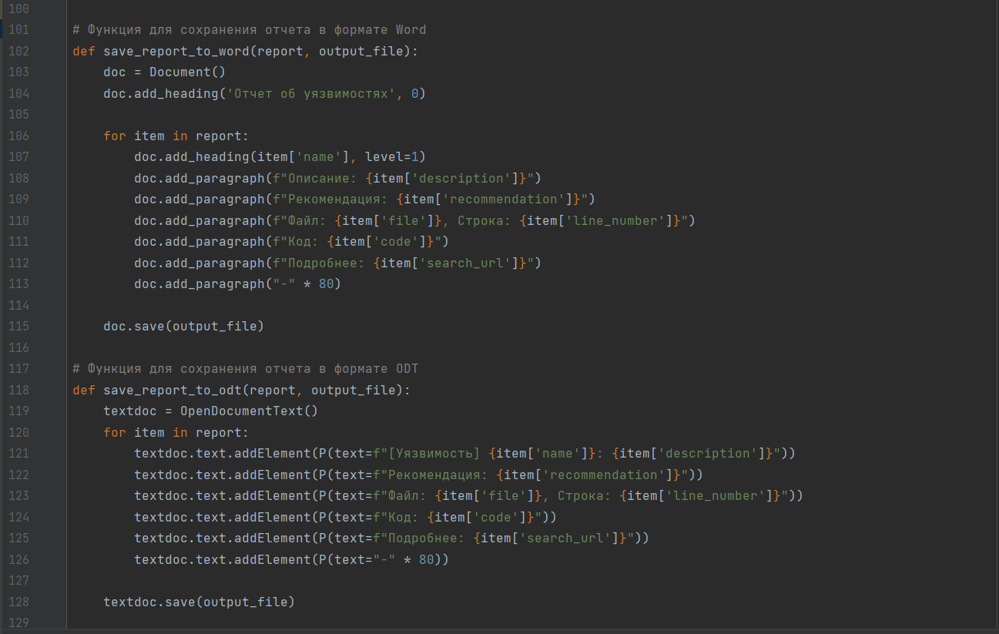 100
101 # Функция для сохранения отчета в формате Word
102 def save_report_to_word(report, output_file):
103     doc = Document()
104     doc.add_heading('Отчет об уязвимостях', 0)
105
106     for item in report:
107         doc.add_heading(item['name'], level=1)
108         doc.add_paragraph(f"Описание: {item['description']}")
109         doc.add_paragraph(f"Рекомендация: {item['recommendation']}")
110         doc.add_paragraph(f"Файл: {item['file']}, Строка: {item['line_number']}")
111         doc.add_paragraph(f"Код: {item['code']}")
112         doc.add_paragraph(f"Подробнее: {item['search_url']}")
113         doc.add_paragraph("-" * 80)
114
115     doc.save(output_file)
116
117 # Функция для сохранения отчета в формате ODT
118 def save_report_to_odt(report, output_file):
119     textdoc = OpenDocumentText()
120     for item in report:
121         textdoc.text.addElement(P(text=f"[Уязвимость] {item['name']}: {item['description']}"))
122         textdoc.text.addElement(P(text=f"Рекомендация: {item['recommendation']}"))
123         textdoc.text.addElement(P(text=f"Файл: {item['file']}, Строка: {item['line_number']}"))
124         textdoc.text.addElement(P(text=f"Код: {item['code']}"))
125         textdoc.text.addElement(P(text=f"Подробнее: {item['search_url']}"))
126         textdoc.text.addElement(P(text="-" * 80))
127
128     textdoc.save(output_file)
129